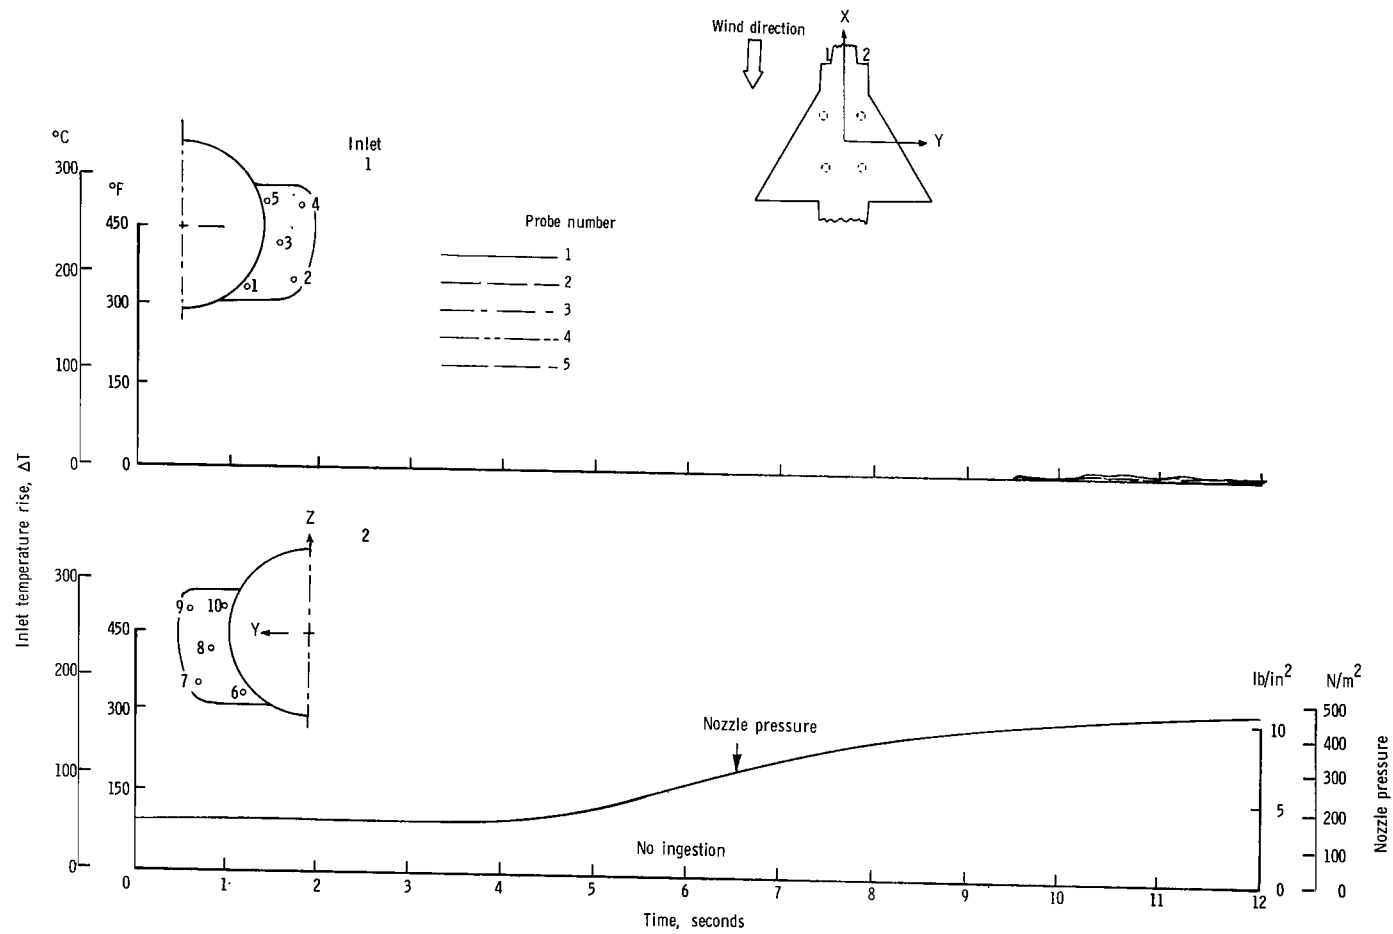 Wind direction
X
1 2
Y
°C
°F
Inlet
1
300
450
200
300
100
150
0
0
5
4
3
1
2
Probe number
1
2
3
4
5
Inlet temperature rise, ΔT
Z
2
300
450
200
300
100
150
0
0
9
10
Y
8
7
6
Nozzle pressure
No ingestion
lb/in2
N/m2
10
5
0
500
400
300
200
100
0
Nozzle pressure
1 2 3 4 5 6 7 8 9 10 11 12
Time, seconds